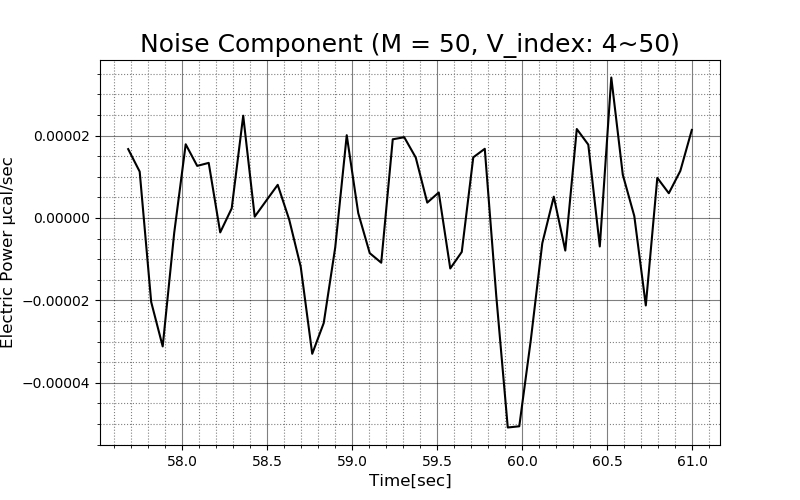 Noise Component (M = 50, V_index: 4~50)
Electric Power μcal/sec
0.00002
0.00000
−0.00002
−0.00004
58.0 58.5 59.0 59.5 60.0 60.5 61.0
Time[sec]